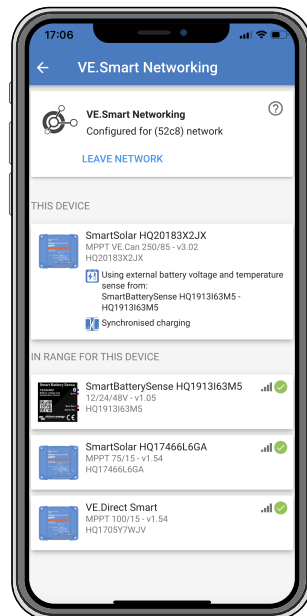 17:06
VE.Smart Networking
VE.Smart Networking
Configured for (52c8) network
LEAVE NETWORK
THIS DEVICE
SmartSolar HQ20183X2JX
MPPT VE.Can 250/85 - v3.02
HQ20183X2JX
Using external battery voltage and temperature
sense from:
SmartBatterySense HQ1913I63M5 -
HQ1913I63M5
Synchronised charging
IN RANGE FOR THIS DEVICE
Smart Battery Sense
SmartBatterySense HQ1913I63M5
12/24/48V - v1.05
HQ1913I63M5
SmartSolar HQ17466L6GA
MPPT 75/15 - v1.54
HQ17466L6GA
VE.Direct Smart
MPPT 100/15 - v1.54
HQ1705Y7WJV